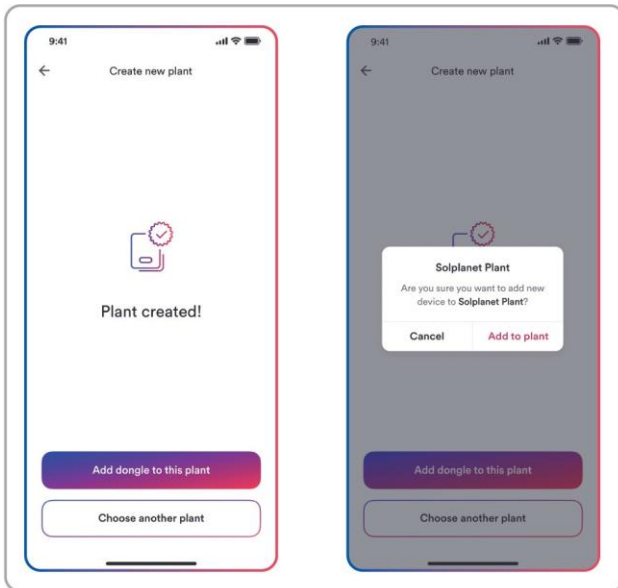 9:41
Create new plant
Plant created!
Add dongle to this plant
Choose another plant
9:41
Create new plant
Solplanet Plant
Are you sure you want to add new
device to Solplanet Plant?
Cancel Add to plant
Add dongle to this plant
Choose another plant